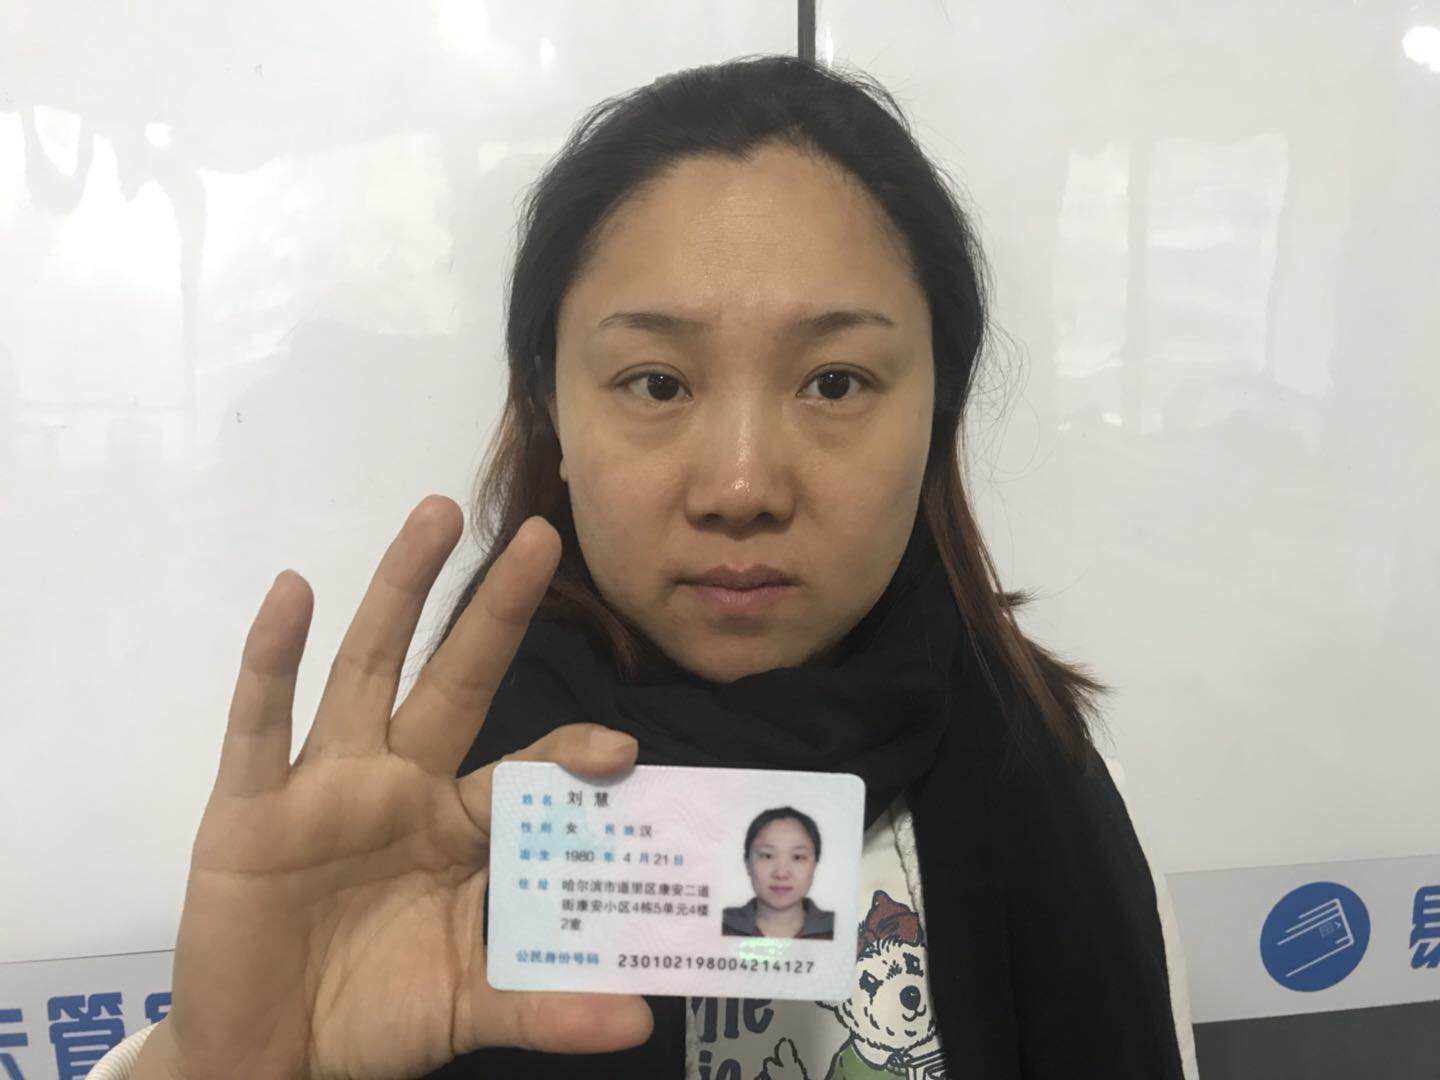 姓名 刘慧
性别 女 民族 汉
出生 1980 年 4 月 21 日
住址 哈尔滨市道里区康安二道
街康安小区4栋5单元4楼
2室
公民身份号码 230102198004214127
管